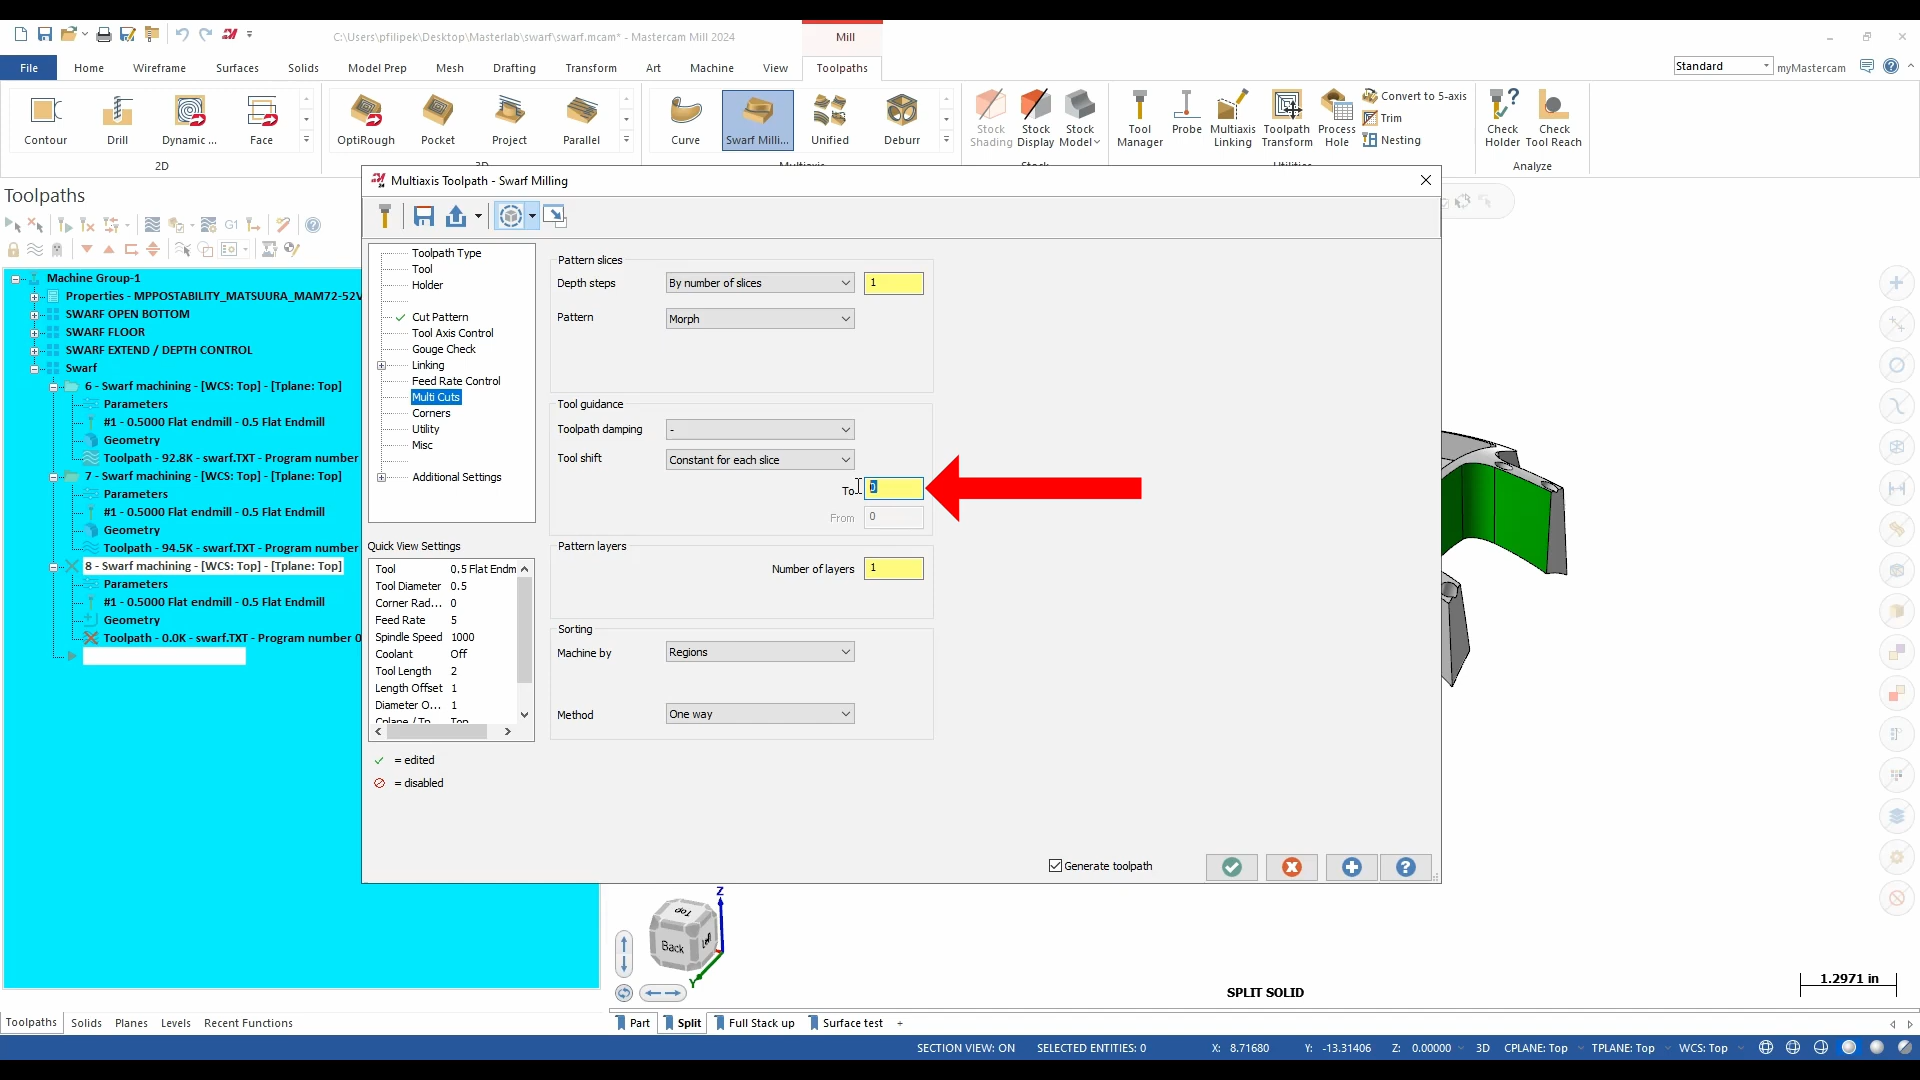 C:\Users\pfilipek\Desktop\Masterlab\swarf\swarf.mcam* - Mastercam Mill 2024
Mill
File Home Wireframe Surfaces Solids Model Prep Mesh Drafting Transform Art Machine View Toolpaths
Standard myMastercam
Contour Drill Dynamic ... Face
OptiRough Pocket Project Parallel
Curve Swarf Milli... Unified Deburr
Stock Shading Stock Display Stock Model
Tool Manager Probe Multiaxis Linking Toolpath Transform Process Hole
Convert to 5-axis
Trim
Nesting
Check Holder Check Tool Reach
2D Analyze
Toolpaths
G1
Machine Group-1
Properties - MPPOSTABILITY_MATSUURA_MAM72-52V
SWARF OPEN BOTTOM
SWARF FLOOR
SWARF EXTEND / DEPTH CONTROL
Swarf
6 - Swarf machining - [WCS: Top] - [Tplane: Top]
Parameters
#1 - 0.5000 Flat endmill - 0.5 Flat Endmill
Geometry
Toolpath - 92.8K - swarf.TXT - Program number
7 - Swarf machining - [WCS: Top] - [Tplane: Top]
Parameters
#1 - 0.5000 Flat endmill - 0.5 Flat Endmill
Geometry
Toolpath - 94.5K - swarf.TXT - Program number
8 - Swarf machining - [WCS: Top] - [Tplane: Top]
Parameters
#1 - 0.5000 Flat endmill - 0.5 Flat Endmill
Geometry
Toolpath - 0.0K - swarf.TXT - Program number 0
Multiaxis Toolpath - Swarf Milling
Toolpath Type
Tool
Holder
Cut Pattern
Tool Axis Control
Gouge Check
Linking
Feed Rate Control
Multi Cuts
Corners
Utility
Misc
Additional Settings
Quick View Settings
Tool 0.5 Flat Endm
Tool Diameter 0.5
Corner Rad... 0
Feed Rate 5
Spindle Speed 1000
Coolant Off
Tool Length 2
Length Offset 1
Diameter O... 1
Cplane / Tp... Top
= edited
= disabled
Pattern slices
Depth steps By number of slices 1
Pattern Morph
Tool guidance
Toolpath damping -
Tool shift Constant for each slice
To 0
From 0
Pattern layers
Number of layers 1
Sorting
Machine by Regions
Method One way
Generate toolpath
Z
Top
Back
Left
Y
SPLIT SOLID
1.2971 in
Toolpaths Solids Planes Levels Recent Functions
Part Split Full Stack up Surface test +
SECTION VIEW: ON SELECTED ENTITIES: 0 X: 8.71680 Y: -13.31406 Z: 0.00000 3D CPLANE: Top TPLANE: Top WCS: Top